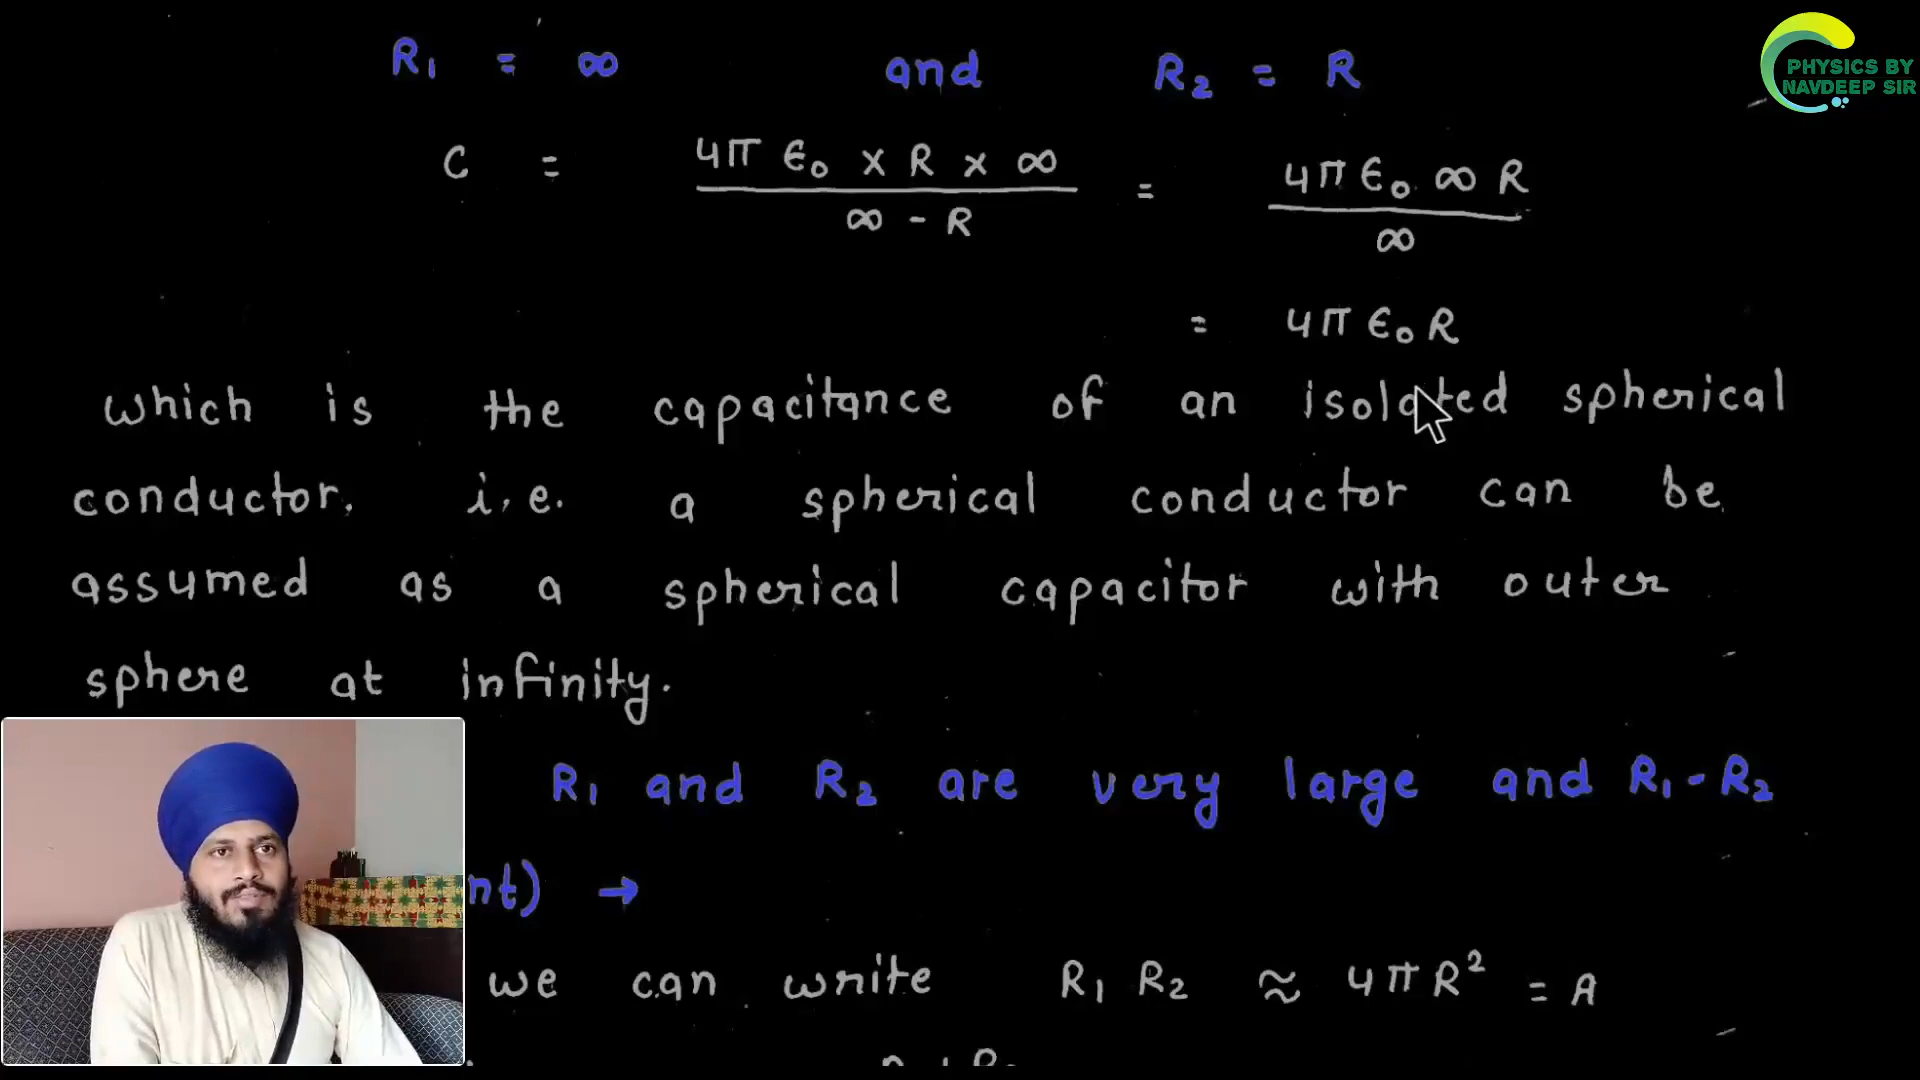 R₁ = ∞ and R₂ = R
PHYSICS BY
NAVDEEP SIR
C = 4π ϵ₀ x R x ∞ / ∞ - R = 4π ϵ₀ ∞ R / ∞
= 4π ϵ₀ R
which is the capacitance of an isolated spherical
conductor. i.e. a spherical conductor can be
assumed as a spherical capacitor with outer
sphere at infinity.
R₁ and R₂ are very large and R₁-R₂
nt) →
we can write R₁ R₂ ≈ 4πR² = A